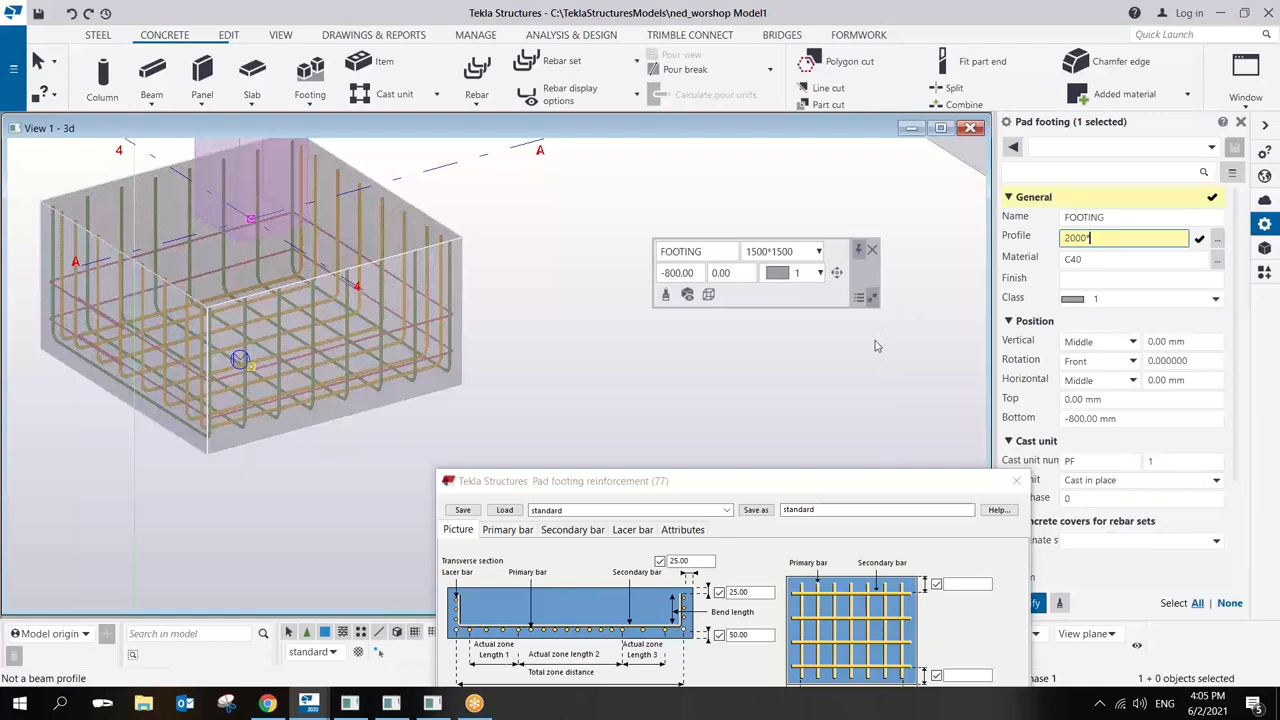 Tekla Structures - C:\TeklaStructuresModels\ned_workshop Model1
Log in
STEEL CONCRETE EDIT VIEW DRAWINGS & REPORTS MANAGE ANALYSIS & DESIGN TRIMBLE CONNECT BRIDGES FORMWORK
Quick Launch
Column
Beam
Panel
Slab
Footing
Item
Cast unit
Rebar
Rebar set
Rebar display
options
Pour view
Pour break
Calculate pour units
Polygon cut
Line cut
Part cut
Fit part end
Split
Combine
Chamfer edge
Added material
Window
View 1 - 3d
4
A
A
4
FOOTING 1500*1500
-800.00 0.00 1
Pad footing (1 selected)
General
Name FOOTING
Profile 2000*
Material C40
Finish
Class 1
Position
Vertical Middle 0.00 mm
Rotation Front 0.000000
Horizontal Middle 0.00 mm
Top 0.00 mm
Bottom -800.00 mm
Cast unit
Cast unit num PF 1
Cast in place
hase 0
oncrete covers for rebar sets
Select All | None
Tekla Structures Pad footing reinforcement (77)
Save Load standard Save as standard Help...
Picture Primary bar Secondary bar Lacer bar Attributes
Transverse section 25.00
Lacer bar Primary bar Secondary bar
25.00
Bend length
50.00
Actual zone
Length 1
Actual zone length 2
Actual zone
Length 3
Total zone distance
Primary bar Secondary bar
Model origin Search in model View plane
standard
Not a beam profile
1 + 0 objects selected
4:05 PM
6/2/2021
5